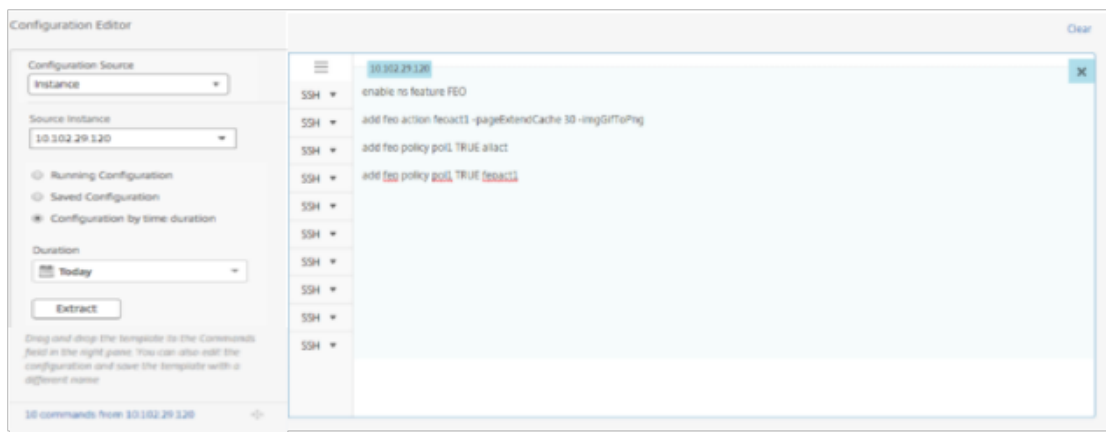 Configuration Editor
Clear
Configuration Source
Instance
Source Instance
10.102.29.120
Running Configuration
Saved Configuration
Configuration by time duration
Duration
Today
Extract
Drag and drop the template to the Commands
field in the right pane. You can also edit the
configuration and save the template with a
different name
10 commands from 10.102.29.120
10.102.29.120
SSH enable ns feature FEO
SSH add feo action feoact1 -pageExtendCache 30 -imgGifToPng
SSH add feo policy pol1 TRUE allact
SSH add feo policy pol1 TRUE feoact1
SSH
SSH
SSH
SSH
SSH
SSH